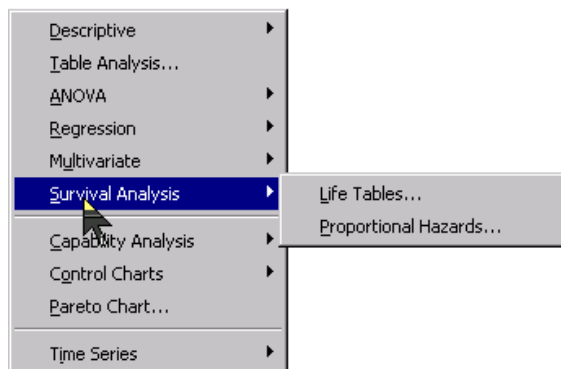 Descriptive
Table Analysis...
ANOVA
Regression
Multivariate
Survival Analysis
Life Tables...
Proportional Hazards...
Capability Analysis
Control Charts
Pareto Chart...
Time Series